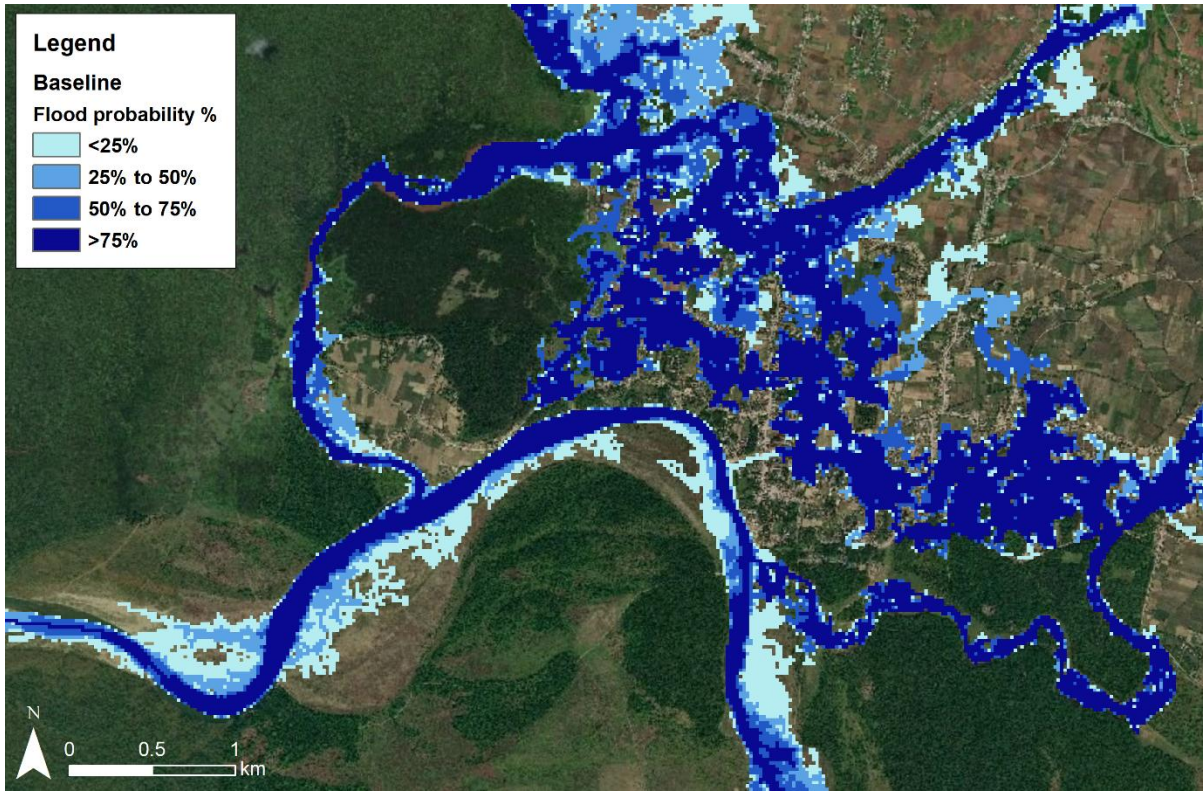 Legend
Baseline
Flood probability %
<25%
25% to 50%
50% to 75%
>75%
N
0 0.5 1
km